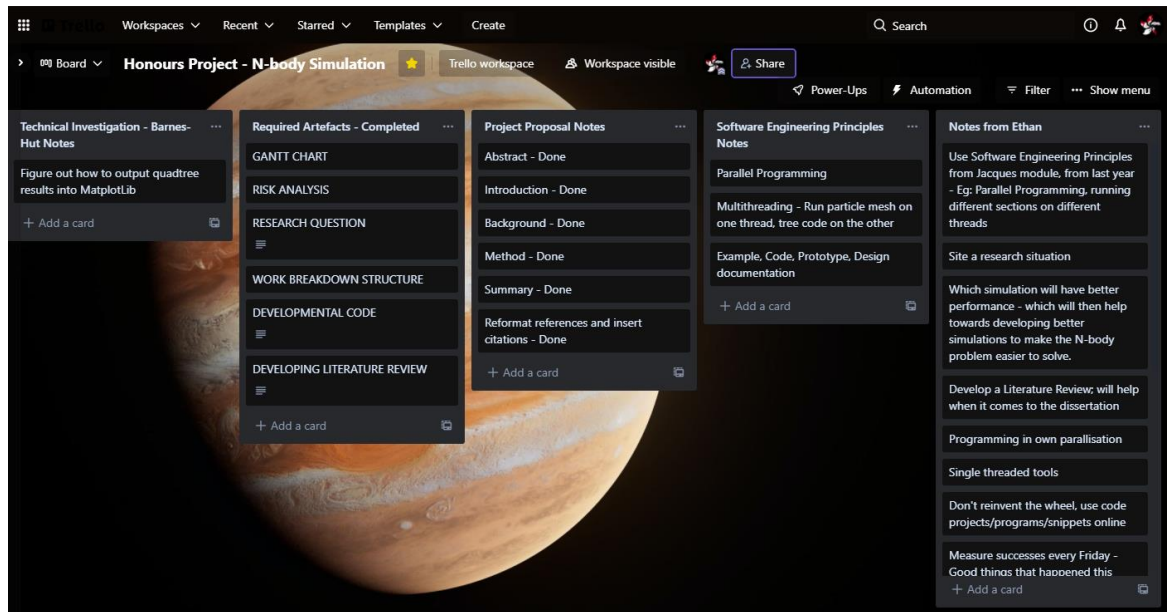 Trello
Workspaces
Recent
Starred
Templates
Create
Search
Board
Honours Project - N-body Simulation
Trello workspace
Workspace visible
Share
Power-Ups
Automation
Filter
Show menu
Technical Investigation - Barnes-
Hut Notes
Figure out how to output quadtree
results into MatplotLib
+ Add a card
Required Artefacts - Completed
GANTT CHART
RISK ANALYSIS
RESEARCH QUESTION
WORK BREAKDOWN STRUCTURE
DEVELOPMENTAL CODE
DEVELOPING LITERATURE REVIEW
+ Add a card
Project Proposal Notes
Abstract - Done
Introduction - Done
Background - Done
Method - Done
Summary - Done
Reformat references and insert
citations - Done
+ Add a card
Software Engineering Principles
Notes
Parallel Programming
Multithreading - Run particle mesh on
one thread, tree code on the other
Example, Code, Prototype, Design
documentation
+ Add a card
Notes from Ethan
Use Software Engineering Principles
from Jacques module, from last year
- Eg: Parallel Programming, running
different sections on different
threads
Site a research situation
Which simulation will have better
performance - which will then help
towards developing better
simulations to make the N-body
problem easier to solve.
Develop a Literature Review; will help
when it comes to the dissertation
Programming in own parallisation
Single threaded tools
Don't reinvent the wheel, use code
projects/programs/snippets online
Measure successes every Friday -
Good things that happened this
+ Add a card